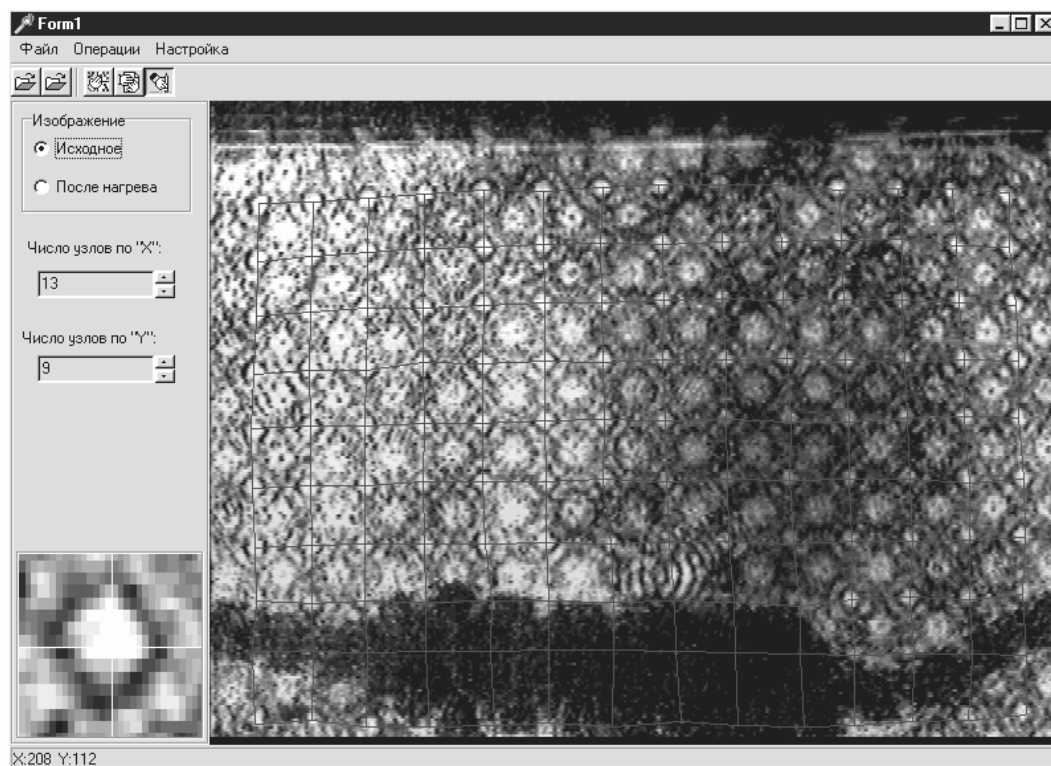 Form1
Файл Операции Настройка
Изображение
Исходное
После нагрева
Число узлов по "X":
13
Число узлов по "Y":
9
X:208 Y:112